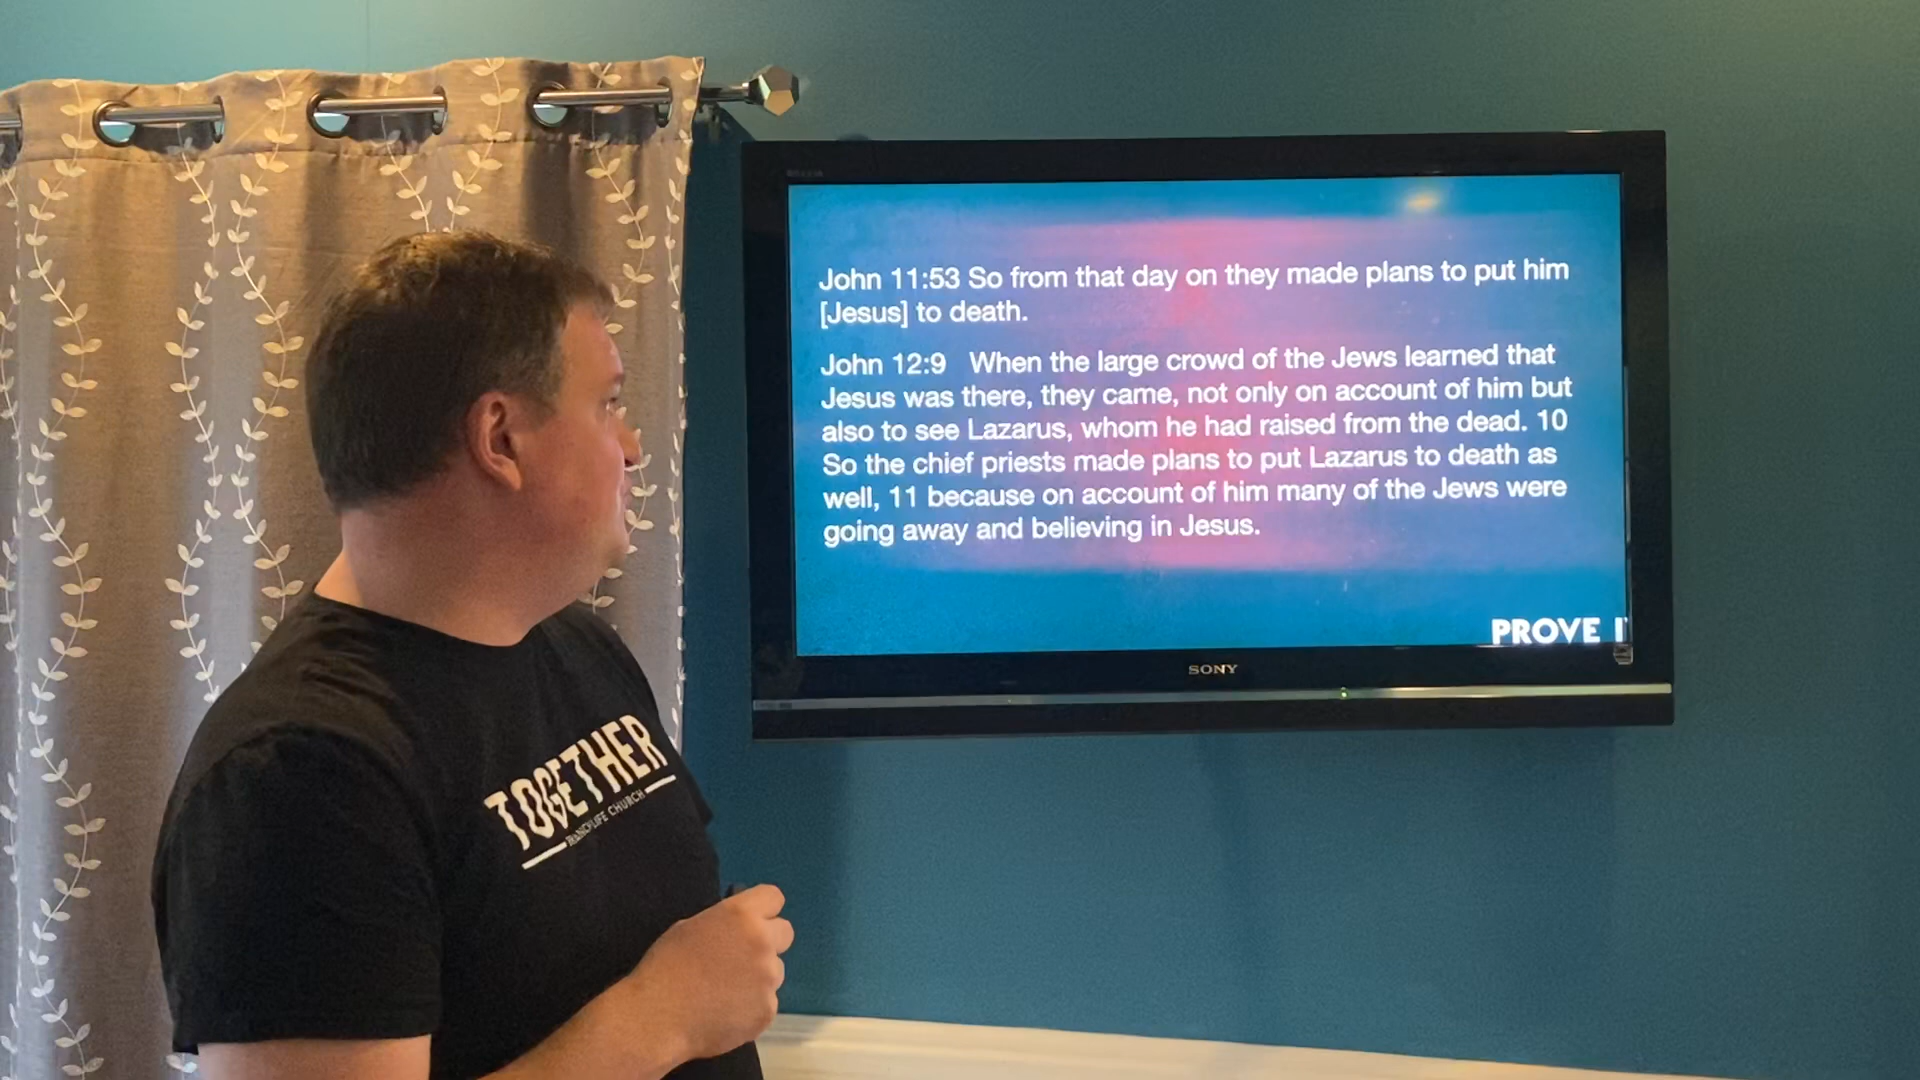 John 11:53 So from that day on they made plans to put him
[Jesus] to death.
John 12:9 When the large crowd of the Jews learned that
Jesus was there, they came, not only on account of him but
also to see Lazarus, whom he had raised from the dead. 10
So the chief priests made plans to put Lazarus to death as
well, 11 because on account of him many of the Jews were
going away and believing in Jesus.
PROVE I
SONY
TOGETHER
CHURCH